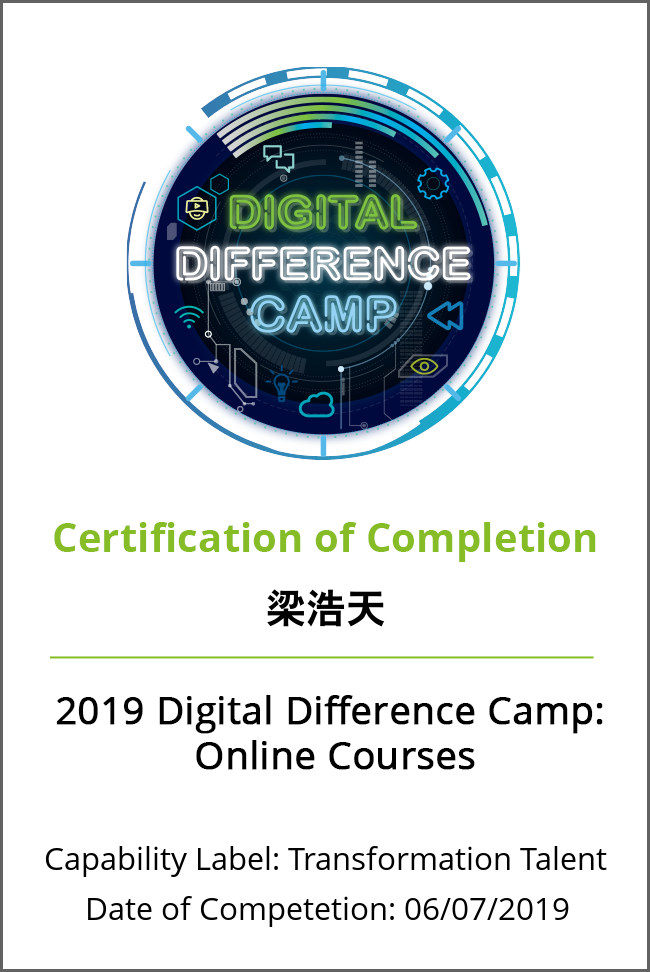 DIGITAL
DIFFERENCE
CAMP
Certification of Completion
梁浩天
2019 Digital Difference Camp:
Online Courses
Capability Label: Transformation Talent
Date of Competetion: 06/07/2019